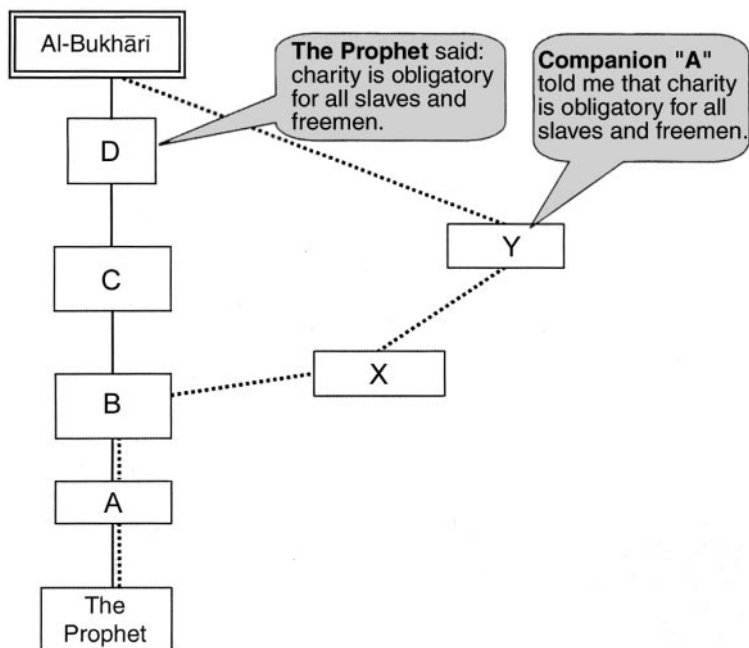 Al-Bukhāri
The Prophet said:
charity is obligatory
for all slaves and
freemen.
Companion "A"
told me that charity
is obligatory for all
slaves and freemen.
D
Y
C
X
B
A
The
Prophet